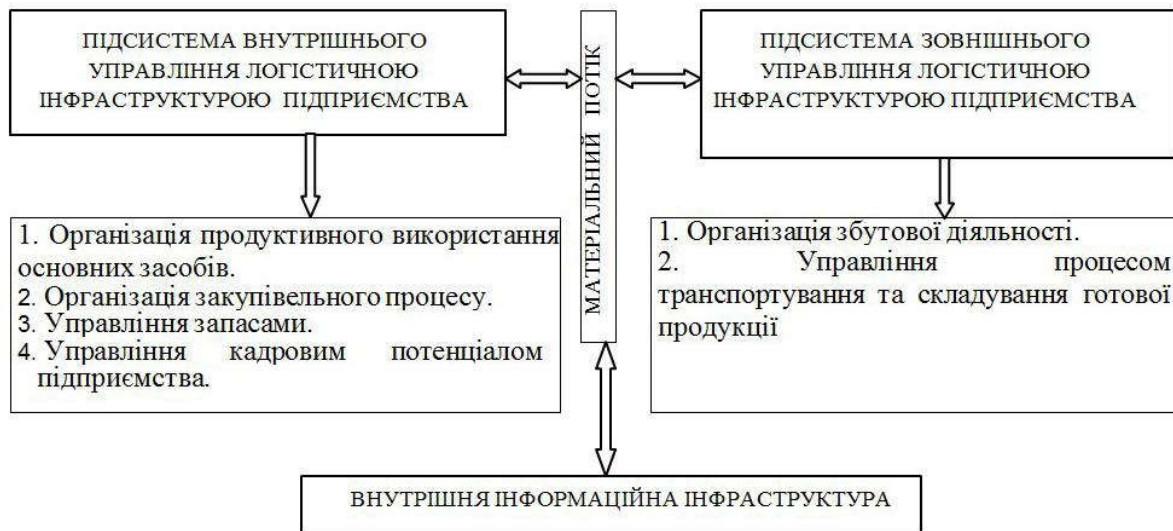 ПІДСИСТЕМА ВНУТРІШНЬОГО
УПРАВЛІННЯ ЛОГІСТИЧНОЮ
ІНФРАСТРУКТУРОЮ ПІДПРИЄМСТВА
МАТЕРІАЛЬНИЙ ПОТІК
ПІДСИСТЕМА ЗОВНІШНЬОГО
УПРАВЛІННЯ ЛОГІСТИЧНОЮ
ІНФРАСТРУКТУРОЮ ПІДПРИЄМСТВА
1. Організація продуктивного використання
основних засобів.
2. Організація закупівельного процесу.
3. Управління запасами.
4. Управління кадровим потенціалом
підприємства.
1. Організація збутової діяльності.
2. Управління процесом
транспортування та складування готової
продукції
ВНУТРІШНЯ ІНФОРМАЦІЙНА ІНФРАСТРУКТУРА